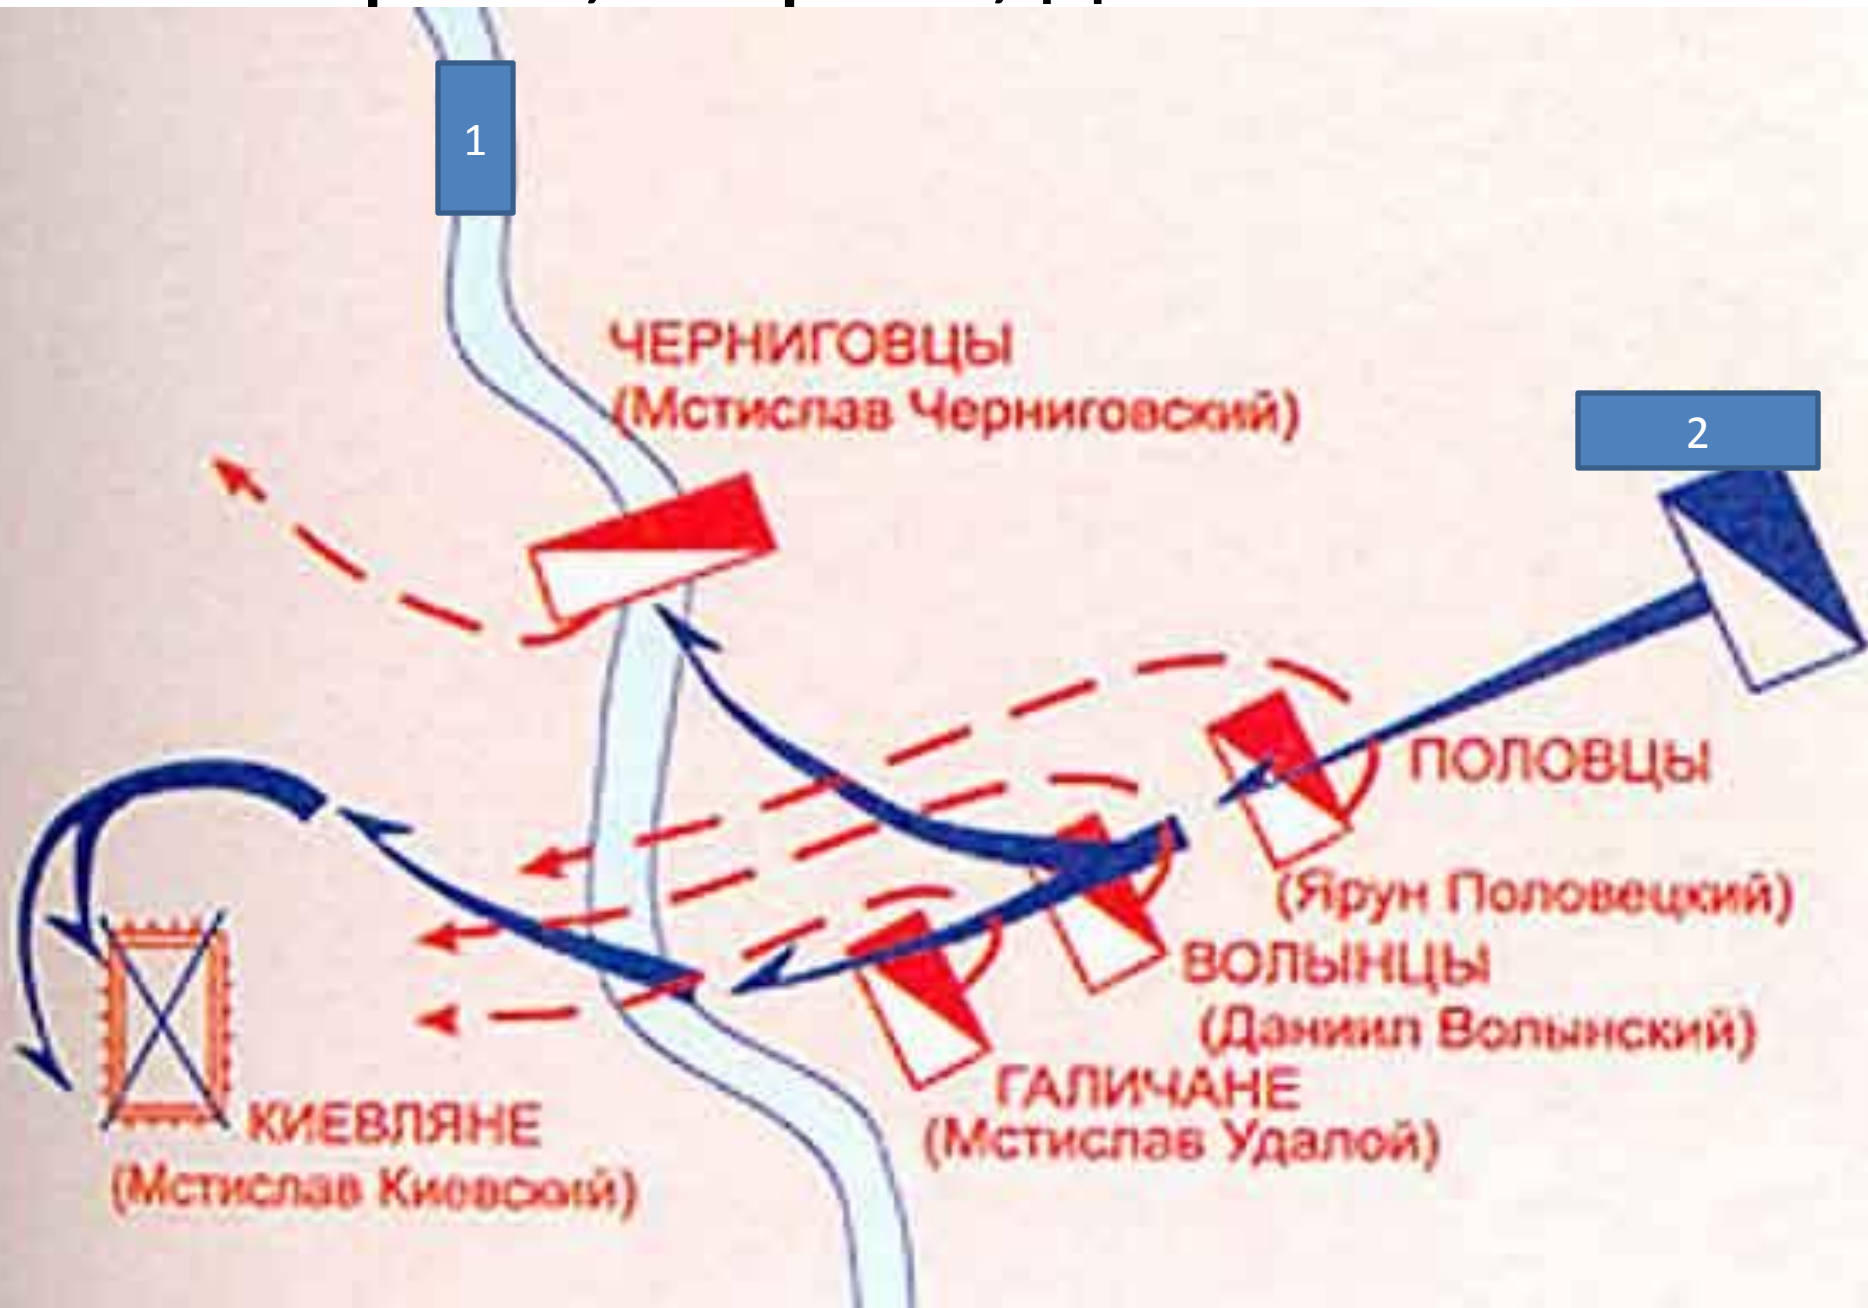 1
ЧЕРНИГОВЦЫ
(Мстислав Черниговский)
2
ПОЛОВЦЫ
(Ярун Половецкий)
ВОЛЫНЦЫ
(Даниил Волынский)
ГАЛИЧАНЕ
(Мстислав Удалой)
КИЕВЛЯНЕ
(Мстислав Киевский)